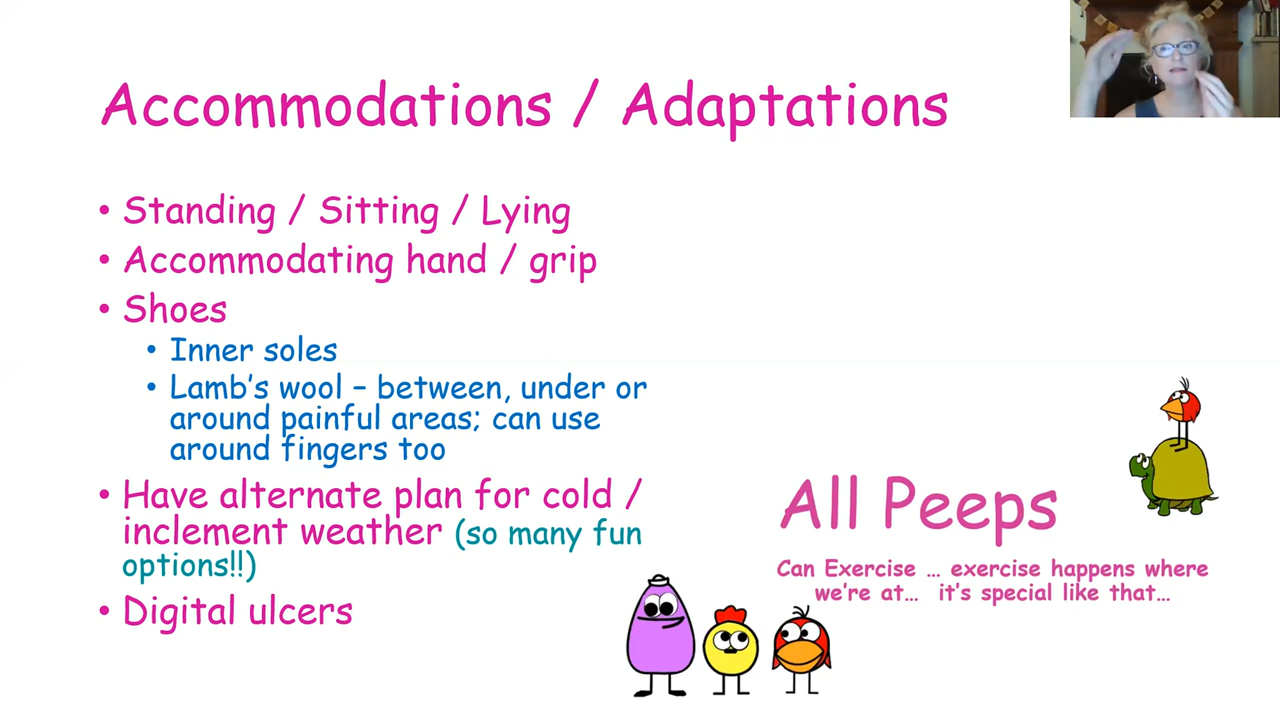 Accommodations / Adaptations
• Standing / Sitting / Lying
• Accommodating hand / grip
• Shoes
• Inner soles
• Lamb's wool – between, under or
around painful areas; can use
around fingers too
• Have alternate plan for cold /
inclement weather (so many fun
options!!)
• Digital ulcers
All Peeps
Can Exercise … exercise happens where
we're at… it's special like that…